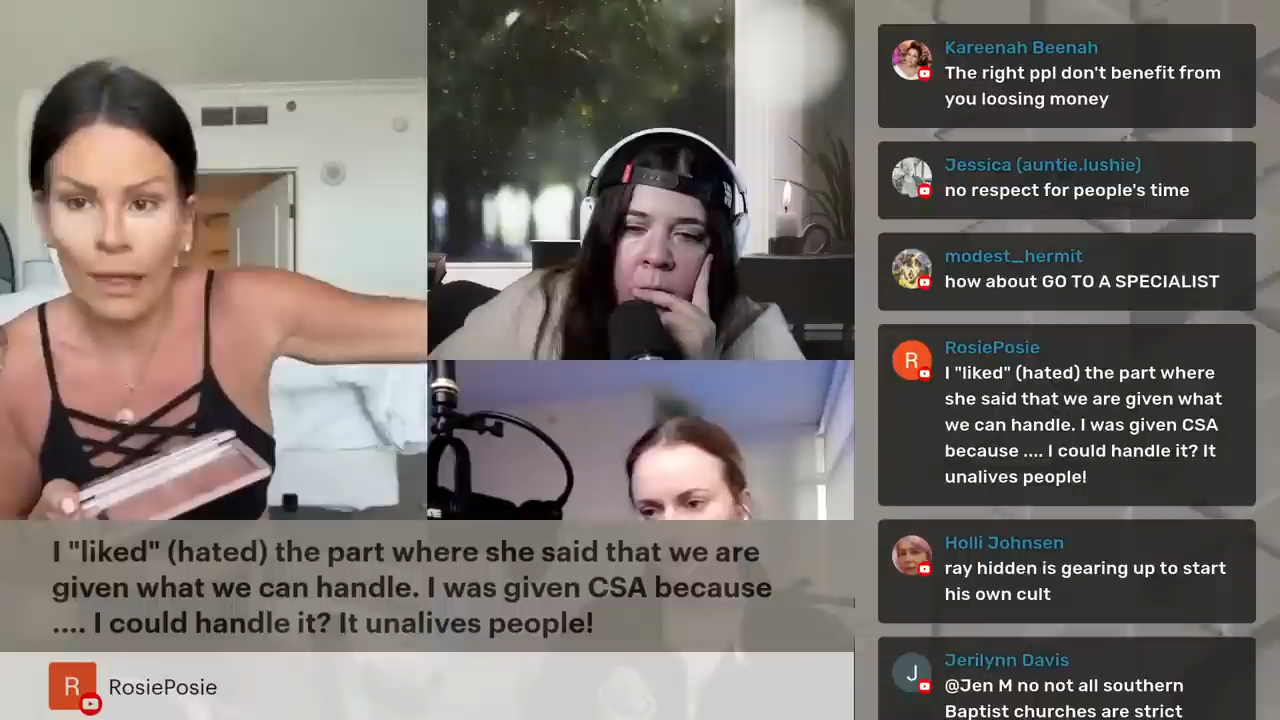 Kareenah Beenah
The right ppl don't benefit from
you loosing money
Jessica (auntie.lushie)
no respect for people's time
modest_hermit
how about GO TO A SPECIALIST
R
RosiePosie
I "liked" (hated) the part where
she said that we are given what
we can handle. I was given CSA
because .... I could handle it? It
unalives people!
Holli Johnsen
ray hidden is gearing up to start
his own cult
J
Jerilynn Davis
@Jen M no not all southern
Baptist churches are strict
I "liked" (hated) the part where she said that we are
given what we can handle. I was given CSA because
.... I could handle it? It unalives people!
R
RosiePosie